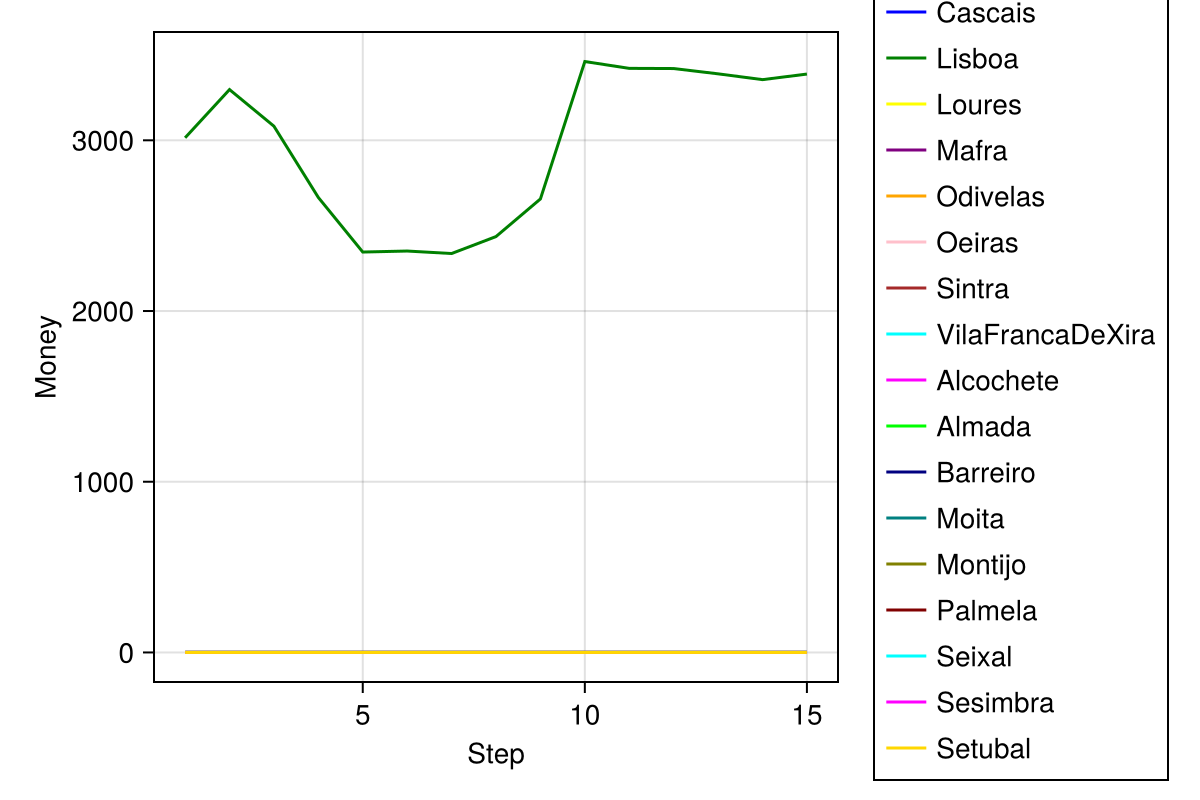 3000
2000
1000
0
Money
5 10 15
Step
Cascais
Lisboa
Loures
Mafra
Odivelas
Oeiras
Sintra
VilaFrancaDeXira
Alcochete
Almada
Barreiro
Moita
Montijo
Palmela
Seixal
Sesimbra
Setubal